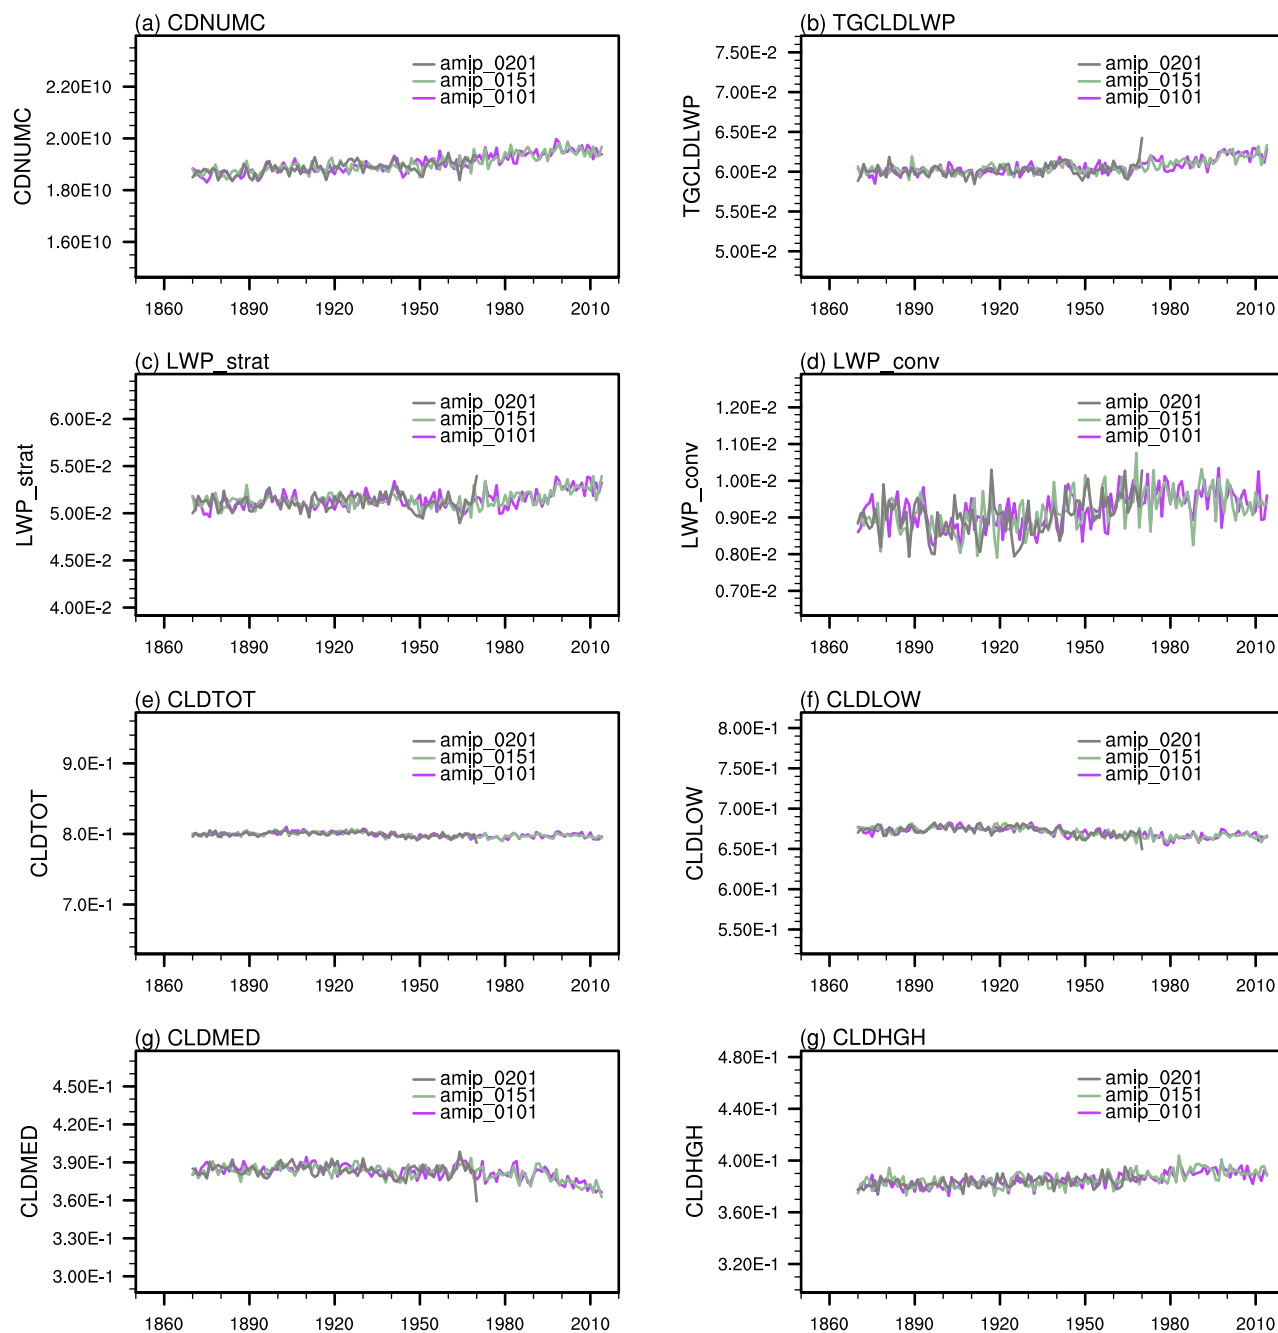 (a) CDNUMC
CDNUMC
2.20E10
2.00E10
1.80E10
1.60E10
amip_0201
amip_0151
amip_0101
1860 1890 1920 1950 1980 2010
(b) TGCLDLWP
TGCLDLWP
7.50E-2
7.00E-2
6.50E-2
6.00E-2
5.50E-2
5.00E-2
amip_0201
amip_0151
amip_0101
1860 1890 1920 1950 1980 2010
(c) LWP_strat
LWP_strat
6.00E-2
5.50E-2
5.00E-2
4.50E-2
4.00E-2
amip_0201
amip_0151
amip_0101
1860 1890 1920 1950 1980 2010
(d) LWP_conv
LWP_conv
1.20E-2
1.10E-2
1.00E-2
0.90E-2
0.80E-2
0.70E-2
amip_0201
amip_0151
amip_0101
1860 1890 1920 1950 1980 2010
(e) CLDTOT
CLDTOT
9.0E-1
8.0E-1
7.0E-1
amip_0201
amip_0151
amip_0101
1860 1890 1920 1950 1980 2010
(f) CLDLOW
CLDLOW
8.00E-1
7.50E-1
7.00E-1
6.50E-1
6.00E-1
5.50E-1
amip_0201
amip_0151
amip_0101
1860 1890 1920 1950 1980 2010
(g) CLDMED
CLDMED
4.50E-1
4.20E-1
3.90E-1
3.60E-1
3.30E-1
3.00E-1
amip_0201
amip_0151
amip_0101
1860 1890 1920 1950 1980 2010
(g) CLDHGH
CLDHGH
4.80E-1
4.40E-1
4.00E-1
3.60E-1
3.20E-1
amip_0201
amip_0151
amip_0101
1860 1890 1920 1950 1980 2010